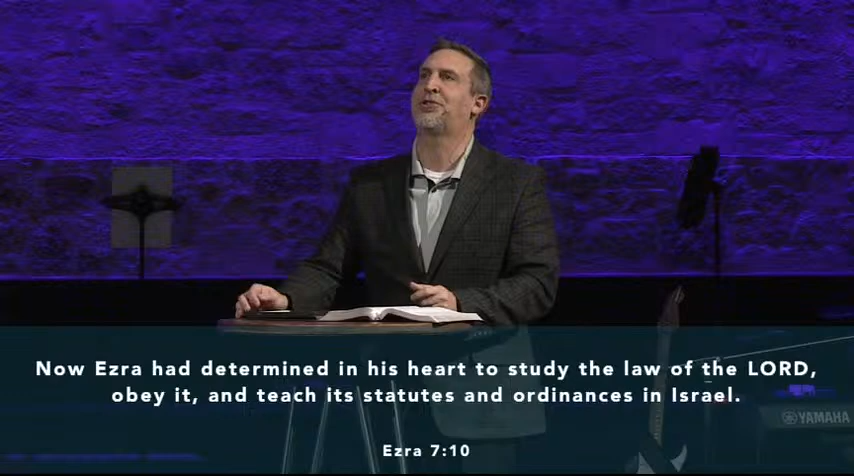 Now Ezra had determined in his heart to study the law of the LORD,
obey it, and teach its statutes and ordinances in Israel.
Ezra 7:10
YAMAHA